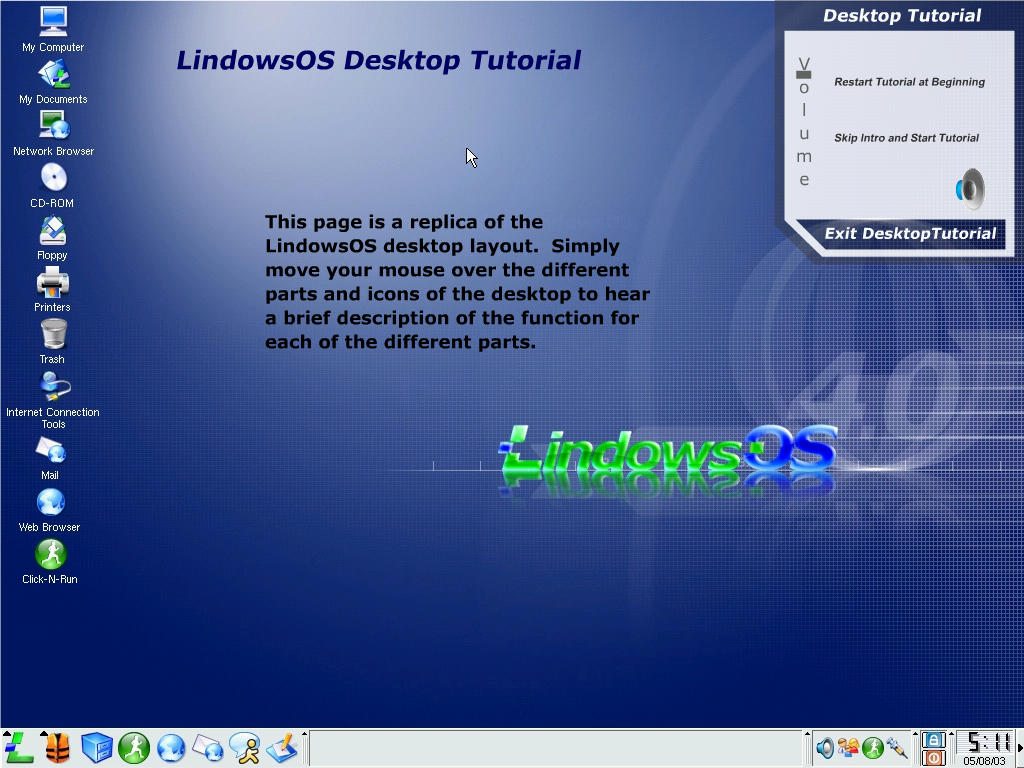 My Computer
My Documents
Network Browser
CD-ROM
Floppy
Printers
Trash
Internet Connection
Tools
Mail
Web Browser
Click-N-Run
LindowsOS Desktop Tutorial
This page is a replica of the
LindowsOS desktop layout. Simply
move your mouse over the different
parts and icons of the desktop to hear
a brief description of the function for
each of the different parts.
Desktop Tutorial
Volume
Restart Tutorial at Beginning
Skip Intro and Start Tutorial
Exit DesktopTutorial
4.0
LindowsOS
5:11
05/08/03